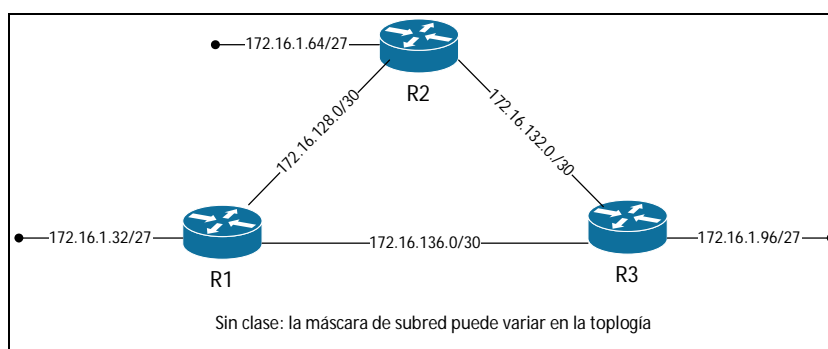 172.16.1.64/27
R2
172.16.128.0/30
172.16.132.0./30
172.16.1.32/27
172.16.136.0/30
172.16.1.96/27
R1
R3
Sin clase: la máscara de subred puede variar en la toplogía